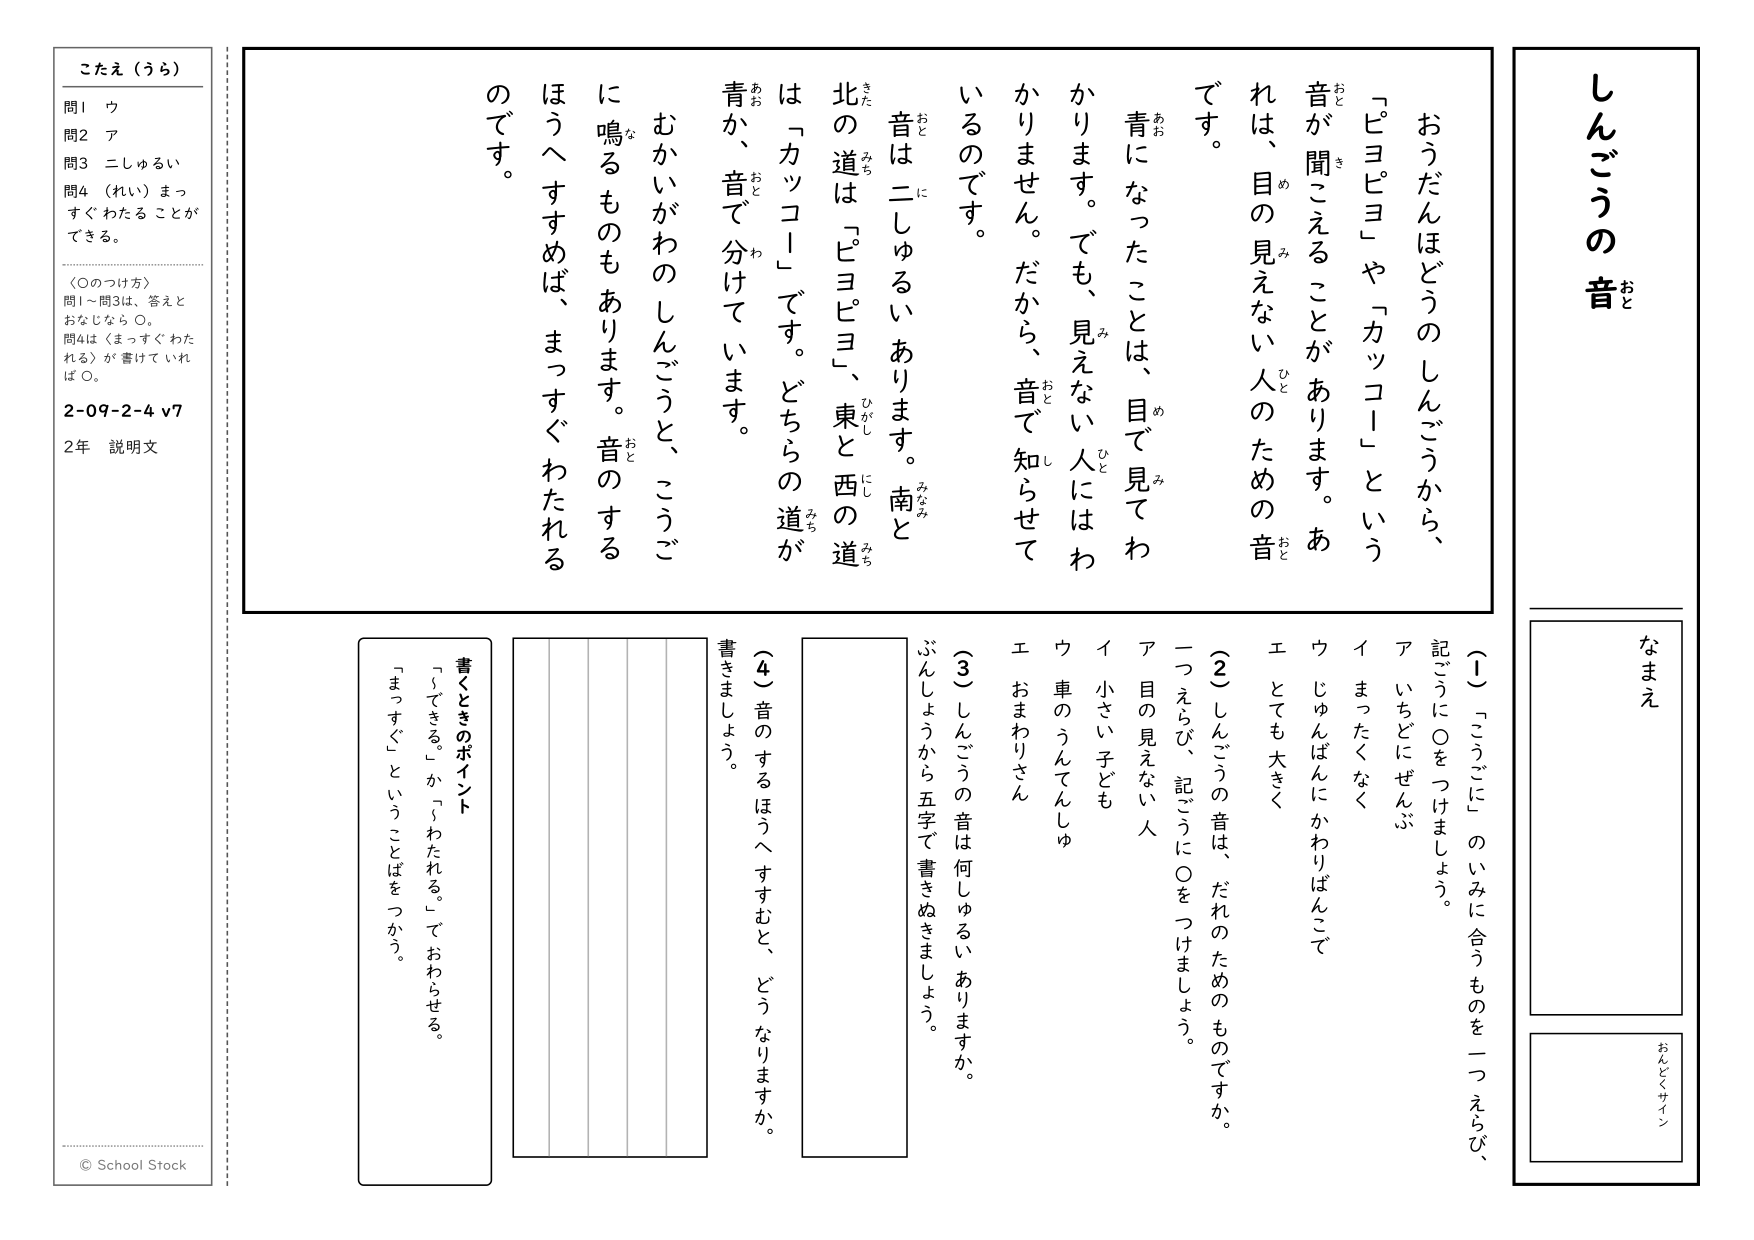 しんごうの 音
おと
なまえ
おんどくサイン
おうだんほどうの しんごうから、
「ピヨピヨ」や「カッコー」と いう
音が 聞こえる ことが あります。あ
れは、目の 見えない 人の ための 音
です。
青に なった ことは、目で 見て わ
かります。でも、見えない 人には わ
かりません。だから、音で 知らせて
いるのです。
音は 二しゅるい あります。南と
北の 道は「ピヨピヨ」、東と 西の 道
は「カッコー」です。どちらの 道が
青か、音で 分けて います。
むかいがわの しんごうと、こうご
に 鳴る ものも あります。音の する
ほうへ すすめば、まっすぐ わたれる
のです。
(1)「こうごに」の いみに 合う ものを 一つ えらび、
記ごうに ○を つけましょう。
ア いちどに ぜんぶ
イ まったく なく
ウ じゅんばんに かわりばんこで
エ とても 大きく
(2) しんごうの 音は、だれの ための ものですか。
一つ えらび、記ごうに ○を つけましょう。
ア 目の 見えない 人
イ 小さい 子ども
ウ 車の うんてんしゅ
エ おまわりさん
(3) しんごうの 音は 何しゅるい ありますか。
ぶんしょうから 五字で 書きぬきましょう。
(4) 音の する ほうへ すすむと、どう なりますか。
書きましょう。
書くときのポイント
「〜できる。」か「〜わたれる。」で おわらせる。
「まっすぐ」と いう ことばを つかう。
こたえ（うら）
問1 ウ
問2 ア
問3 二しゅるい
問4 （れい）まっ
すぐ わたる ことが
できる。
〈○のつけ方〉
問1〜問3は、答えと
おなじなら ○。
問4は〈まっすぐ わた
れる〉が 書けて いれ
ば ○。
2-09-2-4 v7
2年 説明文
© School Stock